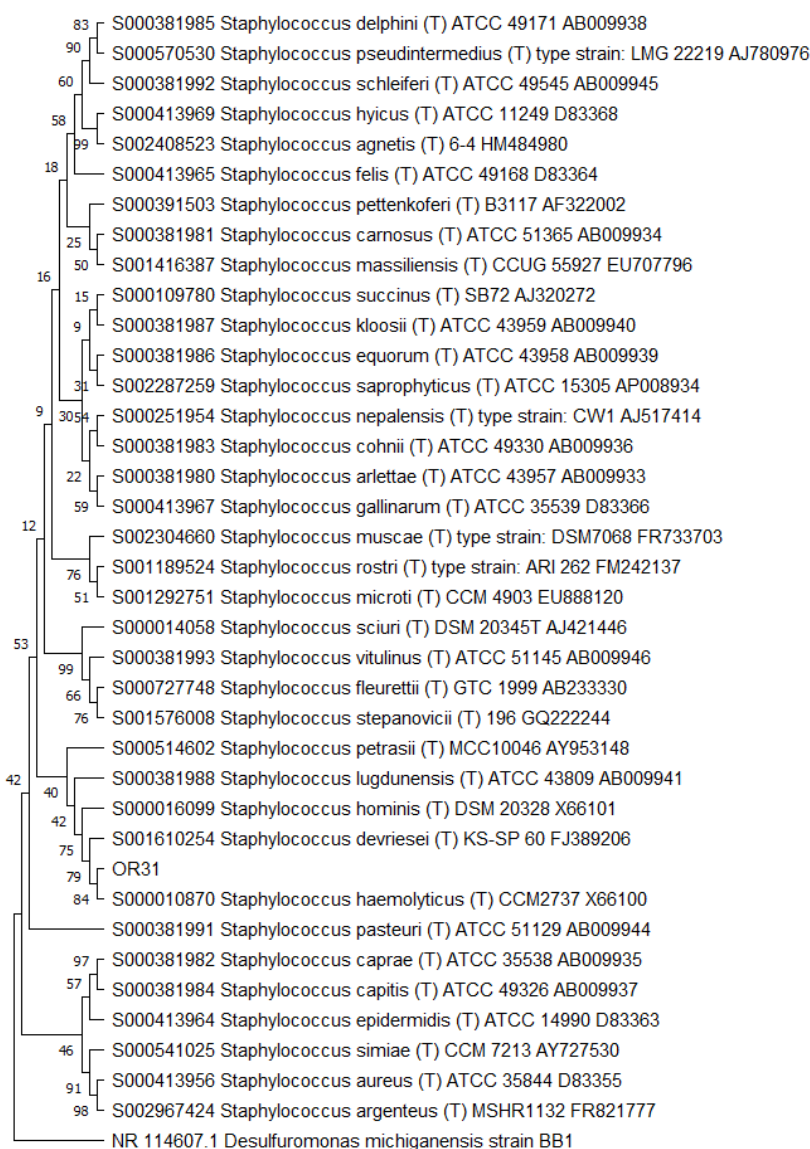 83 S000381985 Staphylococcus delphini (T) ATCC 49171 AB009938
90 S000570530 Staphylococcus pseudintermedius (T) type strain: LMG 22219 AJ780976
60 S000381992 Staphylococcus schleiferi (T) ATCC 49545 AB009945
58 S000413969 Staphylococcus hyicus (T) ATCC 11249 D83368
99 S002408523 Staphylococcus agnetis (T) 6-4 HM484980
18 S000413965 Staphylococcus felis (T) ATCC 49168 D83364
S000391503 Staphylococcus pettenkoferi (T) B3117 AF322002
25 S000381981 Staphylococcus carnosus (T) ATCC 51365 AB009934
50 S001416387 Staphylococcus massiliensis (T) CCUG 55927 EU707796
16
15 S000109780 Staphylococcus succinus (T) SB72 AJ320272
9 S000381987 Staphylococcus kloosii (T) ATCC 43959 AB009940
S000381986 Staphylococcus equorum (T) ATCC 43958 AB009939
31 S002287259 Staphylococcus saprophyticus (T) ATCC 15305 AP008934
9 30 54 S000251954 Staphylococcus nepalensis (T) type strain: CW1 AJ517414
S000381983 Staphylococcus cohnii (T) ATCC 49330 AB009936
22 S000381980 Staphylococcus arlettae (T) ATCC 43957 AB009933
59 S000413967 Staphylococcus gallinarum (T) ATCC 35539 D83366
12 S002304660 Staphylococcus muscae (T) type strain: DSM7068 FR733703
76 S001189524 Staphylococcus rostri (T) type strain: ARI 262 FM242137
51 S001292751 Staphylococcus microti (T) CCM 4903 EU888120
53 S000014058 Staphylococcus sciuri (T) DSM 20345T AJ421446
99 S000381993 Staphylococcus vitulinus (T) ATCC 51145 AB009946
66 S000727748 Staphylococcus fleurettii (T) GTC 1999 AB233330
76 S001576008 Staphylococcus stepanovicii (T) 196 GQ222244
S000514602 Staphylococcus petrasii (T) MCC10046 AY953148
42 40 S000381988 Staphylococcus lugdunensis (T) ATCC 43809 AB009941
42 S000016099 Staphylococcus hominis (T) DSM 20328 X66101
75 S001610254 Staphylococcus devriesei (T) KS-SP 60 FJ389206
79 OR31
84 S000010870 Staphylococcus haemolyticus (T) CCM2737 X66100
S000381991 Staphylococcus pasteuri (T) ATCC 51129 AB009944
97 S000381982 Staphylococcus caprae (T) ATCC 35538 AB009935
57 S000381984 Staphylococcus capitis (T) ATCC 49326 AB009937
S000413964 Staphylococcus epidermidis (T) ATCC 14990 D83363
46 S000541025 Staphylococcus simiae (T) CCM 7213 AY727530
91 S000413956 Staphylococcus aureus (T) ATCC 35844 D83355
98 S002967424 Staphylococcus argenteus (T) MSHR1132 FR821777
NR 114607.1 Desulfuromonas michiganensis strain BB1